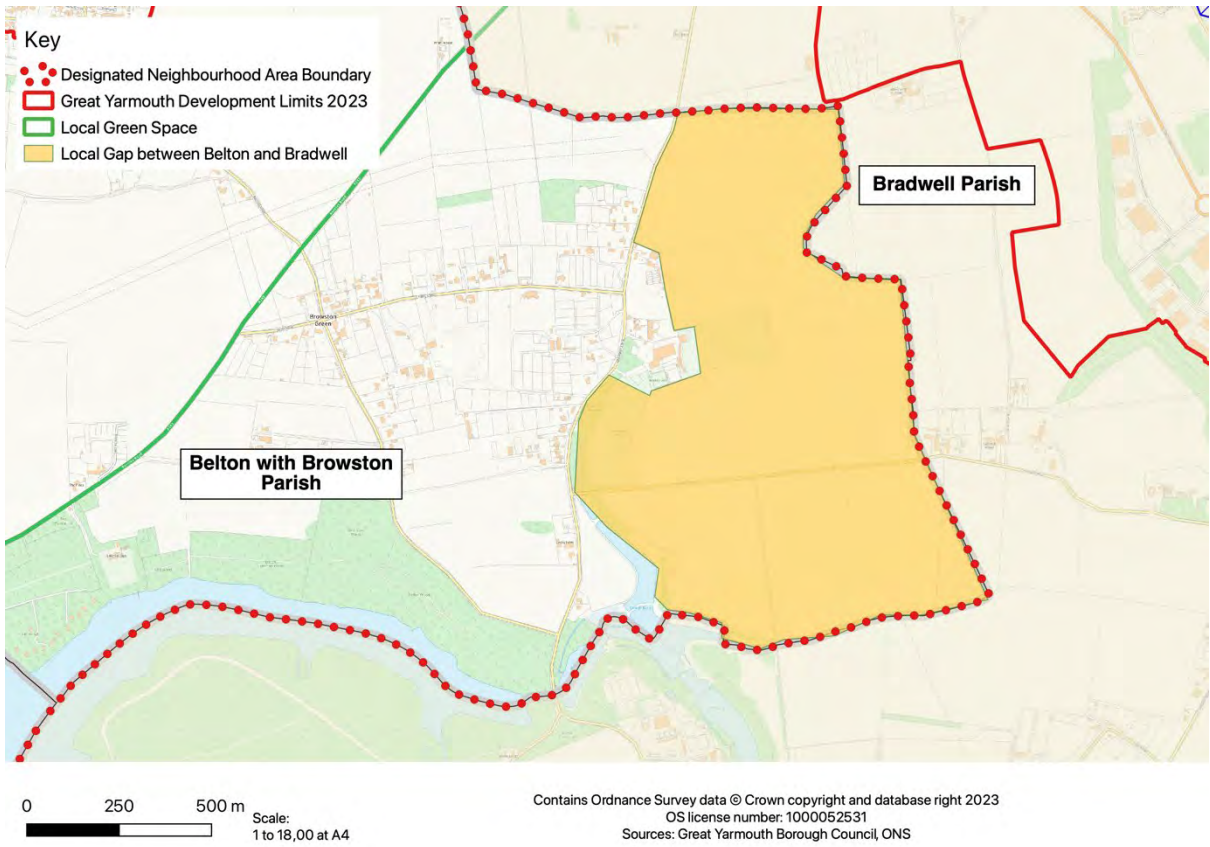 Key
Designated Neighbourhood Area Boundary
Great Yarmouth Development Limits 2023
Local Green Space
Local Gap between Belton and Bradwell
Bradwell Parish
Browston
Green
Belton with Browston
Parish
0 250 500 m
Scale:
1 to 18,00 at A4
Contains Ordnance Survey data © Crown copyright and database right 2023
OS license number: 1000052531
Sources: Great Yarmouth Borough Council, ONS